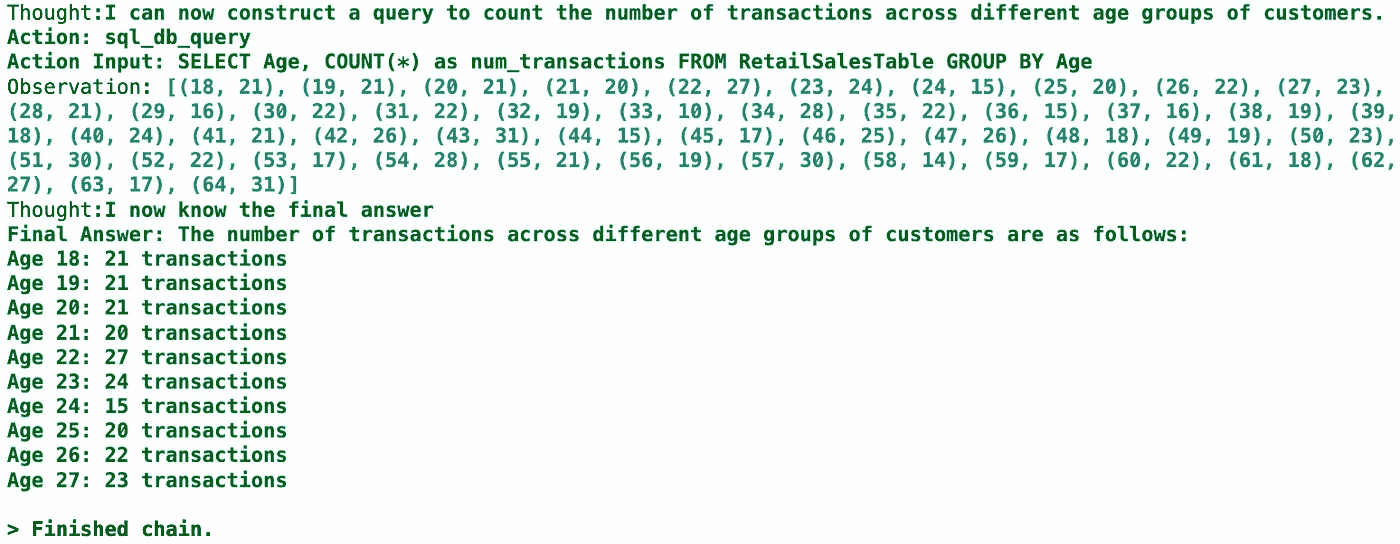 Thought:I can now construct a query to count the number of transactions across different age groups of customers.
Action: sql_db_query
Action Input: SELECT Age, COUNT(*) as num_transactions FROM RetailSalesTable GROUP BY Age
Observation: [(18, 21), (19, 21), (20, 21), (21, 20), (22, 27), (23, 24), (24, 15), (25, 20), (26, 22), (27, 23),
(28, 21), (29, 16), (30, 22), (31, 22), (32, 19), (33, 10), (34, 28), (35, 22), (36, 15), (37, 16), (38, 19), (39,
18), (40, 24), (41, 21), (42, 26), (43, 31), (44, 15), (45, 17), (46, 25), (47, 26), (48, 18), (49, 19), (50, 23),
(51, 30), (52, 22), (53, 17), (54, 28), (55, 21), (56, 19), (57, 30), (58, 14), (59, 17), (60, 22), (61, 18), (62,
27), (63, 17), (64, 31)]
Thought:I now know the final answer
Final Answer: The number of transactions across different age groups of customers are as follows:
Age 18: 21 transactions
Age 19: 21 transactions
Age 20: 21 transactions
Age 21: 20 transactions
Age 22: 27 transactions
Age 23: 24 transactions
Age 24: 15 transactions
Age 25: 20 transactions
Age 26: 22 transactions
Age 27: 23 transactions
> Finished chain.